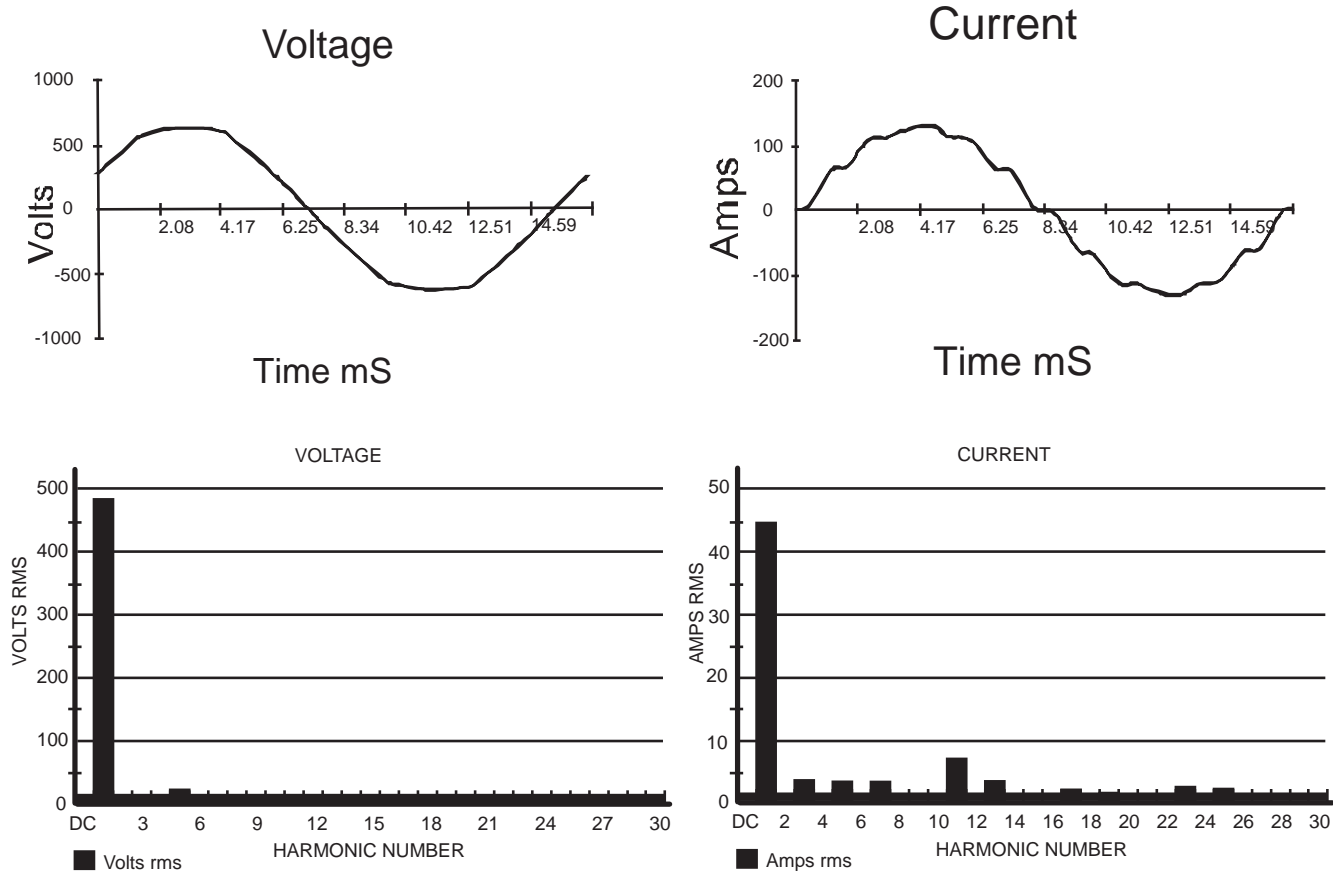 Voltage
1000
500
0
-500
-1000
Volts
2.08 4.17 6.25 8.34 10.42 12.51 14.59
Time mS
Current
200
100
0
-100
-200
Amps
2.08 4.17 6.25 8.34 10.42 12.51 14.59
Time mS
VOLTAGE
500
400
300
200
100
0
VOLTS RMS
DC 3 6 9 12 15 18 21 24 27 30
HARMONIC NUMBER
Volts rms
CURRENT
50
40
30
20
10
0
AMPS RMS
DC 2 4 6 8 10 12 14 16 18 20 22 24 26 28 30
HARMONIC NUMBER
Amps rms